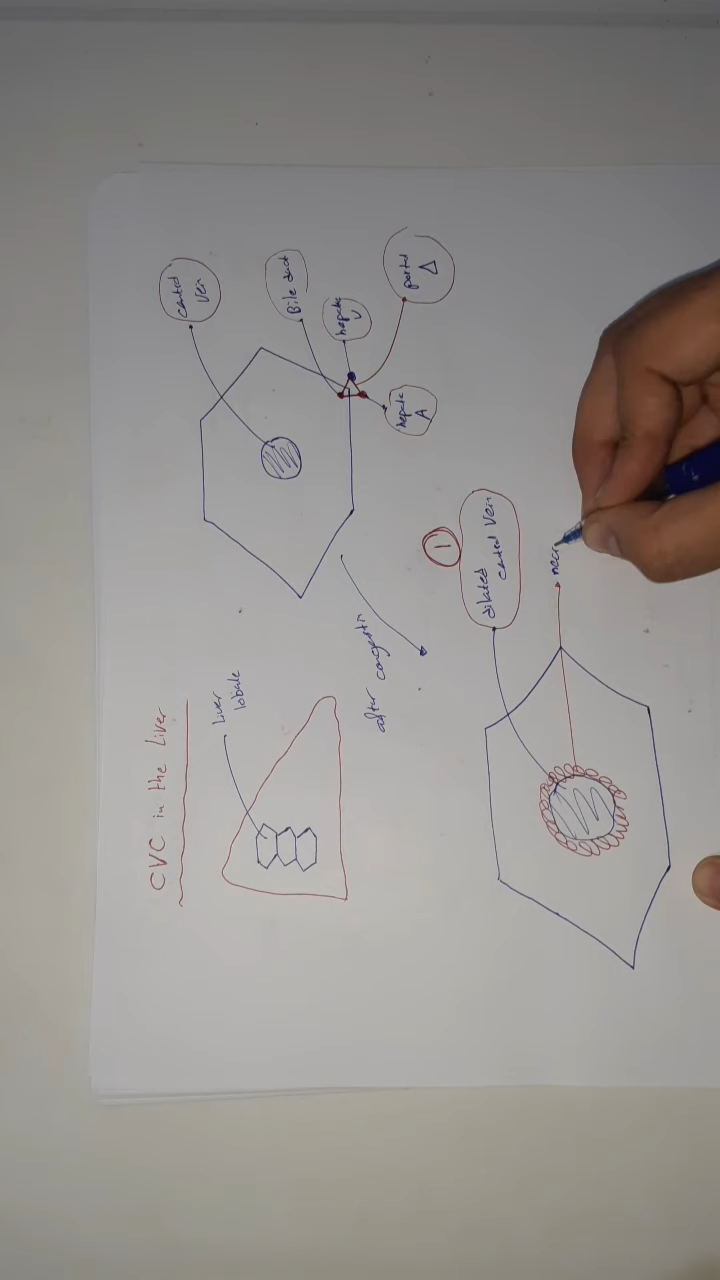 CVC in the Liver
Liver
lobule
central
vein
Bile duct
hepatic
V
portal
Δ
hepatic
A
after congestin
1
dilated
central Vein
necr